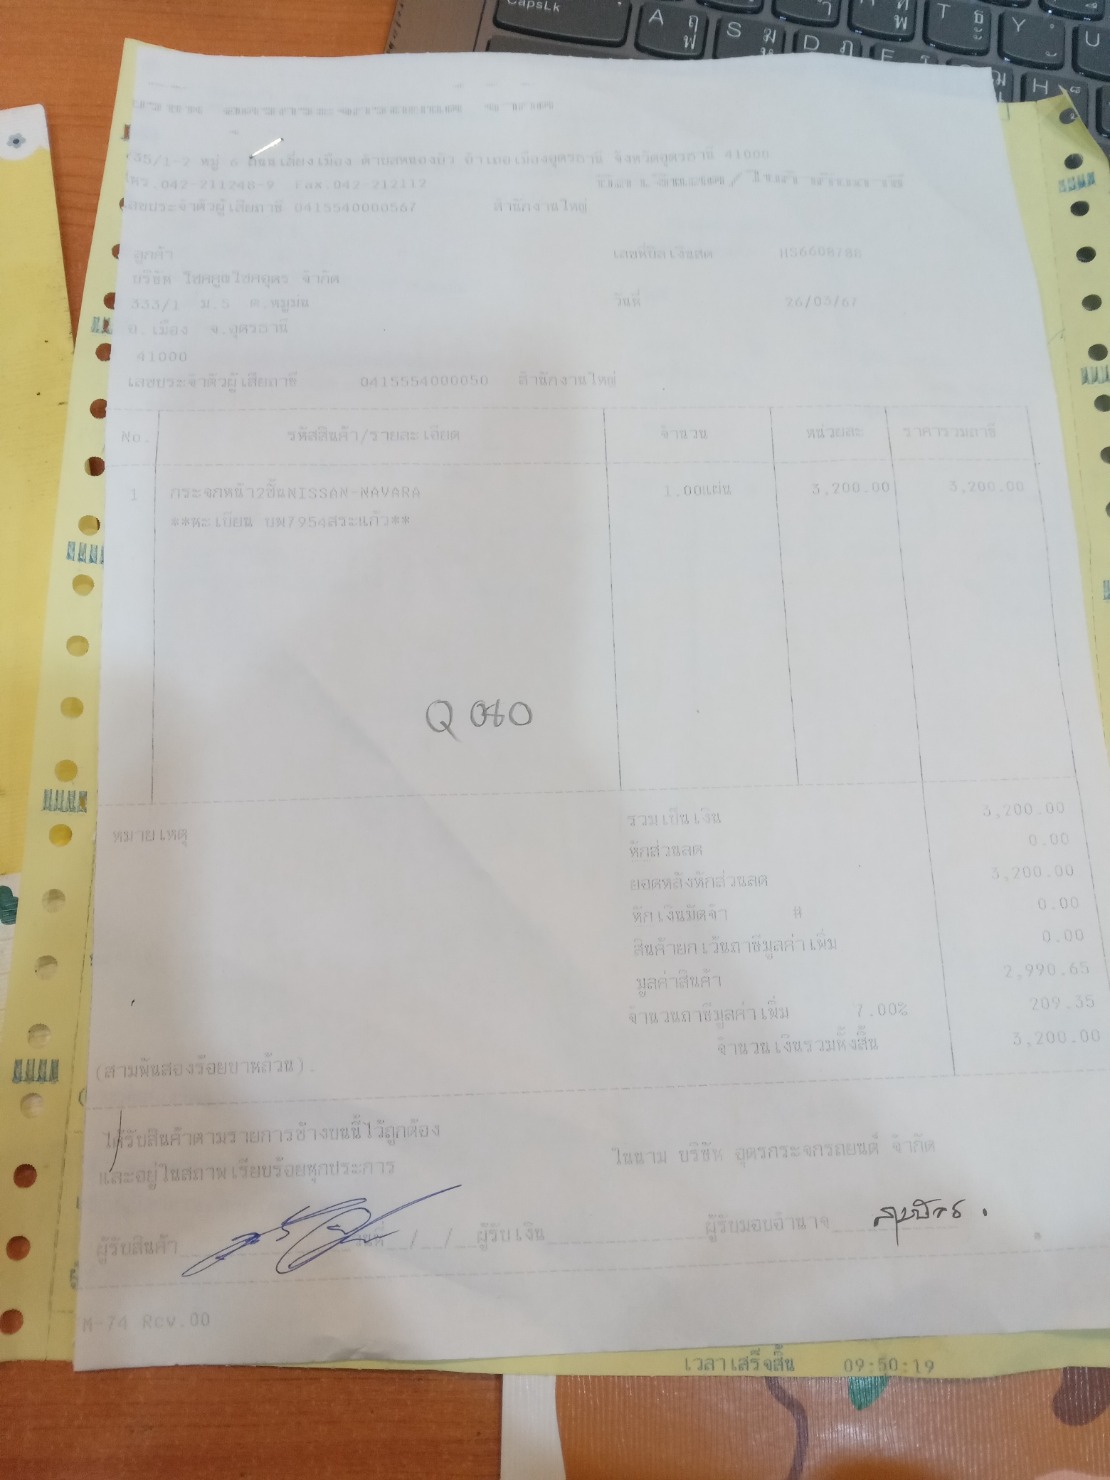 335/1-2 หมู่ 6 ถนนเลี่ยงเมือง ตำบลหนองบัว อำเภอเมืองอุดรธานี จังหวัดอุดรธานี 41000
โทร.042-211248-9 Fax.042-212112
บิลเงินสด/ใบกำกับภาษี
เลขประจำตัวผู้เสียภาษี 0415540000567 สำนักงานใหญ่
ลูกค้า
เลขที่บิลเงินสด
บริษัท โชคคูณโชคอุดร จำกัด
333/1 ม.5 ต.หมูม่น
วันที่
อ.เมือง จ.อุดรธานี
41000
เลขประจำตัวผู้เสียภาษี 0415554000050 สำนักงานใหญ่
No. รหัสสินค้า/รายละเอียด จำนวน หน่วยละ ราคารวมภาษี
1 กระจกหน้า2ชั้นNISSAN-NAVARA 1.00แผ่น 3,200.00 3,200.00
**ทะเบียน บพ7954สระแก้ว**
Q 040
หมายเหตุ
รวมเป็นเงิน 3,200.00
หักส่วนลด 0.00
ยอดหลังหักส่วนลด 3,200.00
หักเงินมัดจำ # 0.00
สินค้ายกเว้นภาษีมูลค่าเพิ่ม 0.00
มูลค่าสินค้า 2,990.65
จำนวนภาษีมูลค่าเพิ่ม 7.00% 209.35
จำนวนเงินรวมทั้งสิ้น 3,200.00
(สามพันสองร้อยบาทล้วน).
ได้รับสินค้าตามรายการข้างบนนี้ไว้ถูกต้อง
และอยู่ในสภาพเรียบร้อยทุกประการ
ในนาม บริษัท อุดรกระจกรถยนต์ จำกัด
ผู้รับสินค้า วันที่ / / ผู้รับเงิน ผู้รับมอบอำนาจ
M-74 Rev.00
เวลาเสร็จสิ้น 09:50:19